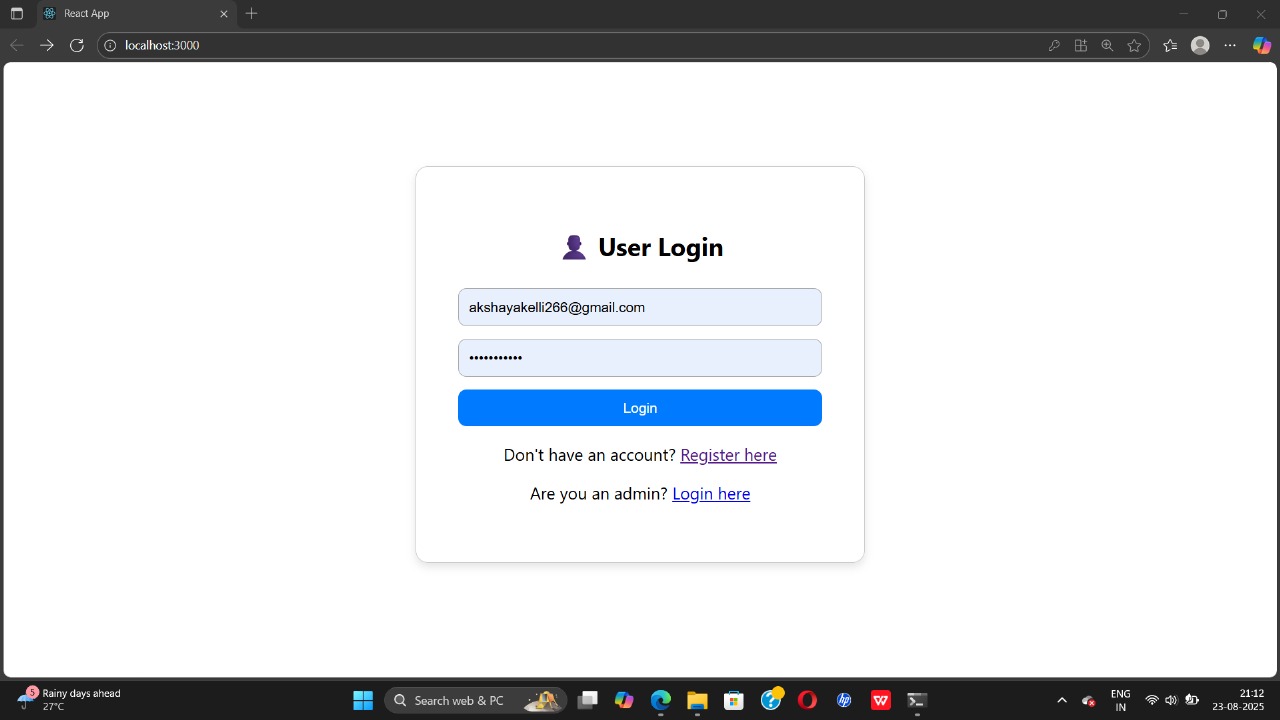 React App
localhost:3000
User Login
akshayakelli266@gmail.com
•••••••••••
Login
Don't have an account? Register here
Are you an admin? Login here
5
Rainy days ahead
27°C
Search web & PC
hp
W
ENG
IN
21:12
23-08-2025